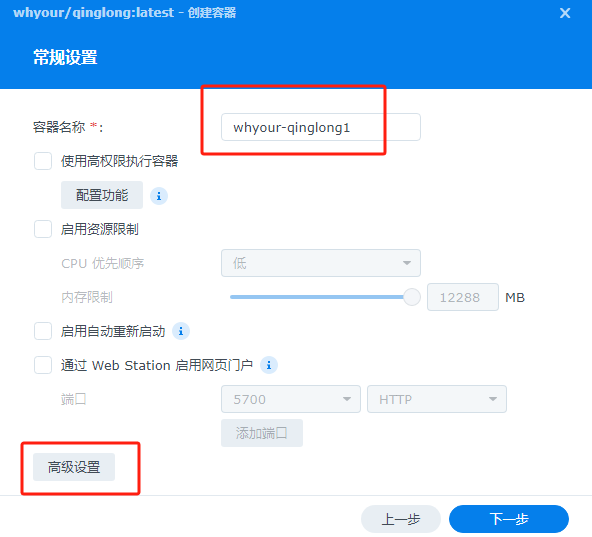 whyour/qinglong:latest - 创建容器
常规设置
容器名称 *: whyour-qinglong1
使用高权限执行容器
配置功能
启用资源限制
CPU 优先顺序 低
内存限制 12288 MB
启用自动重新启动
通过 Web Station 启用网页门户
端口 5700 HTTP
添加端口
高级设置
上一步 下一步